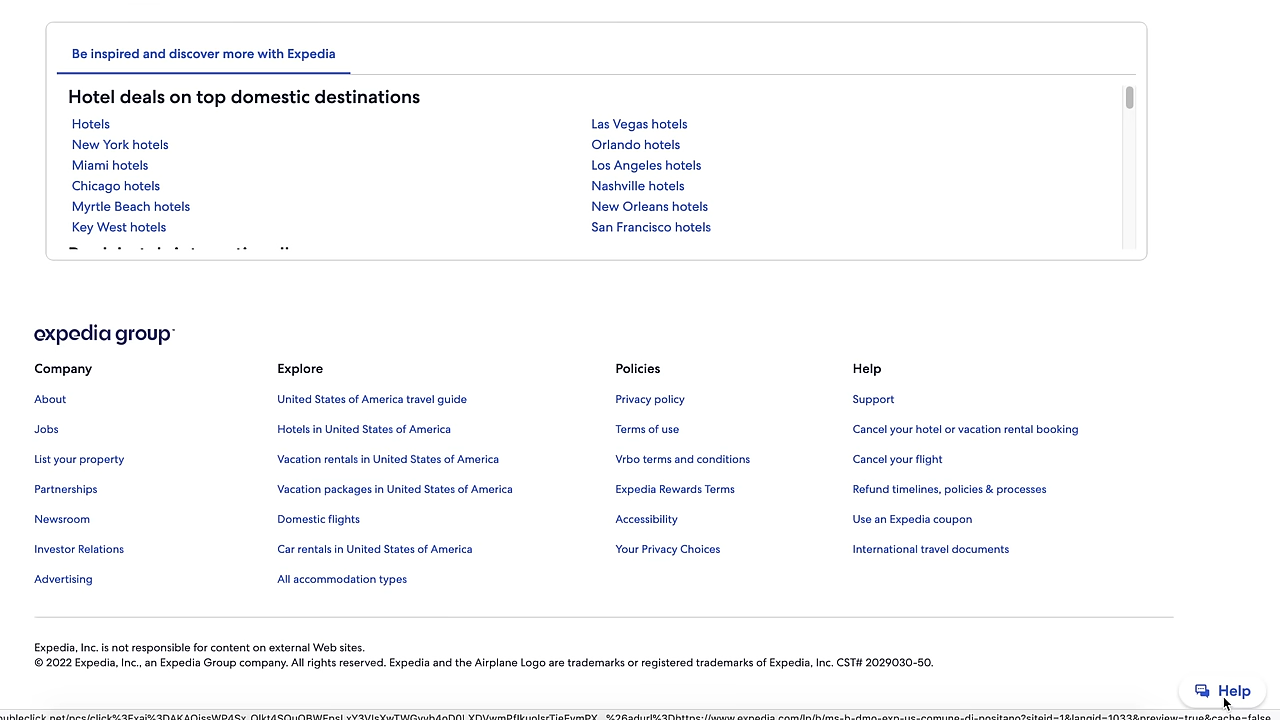 Be inspired and discover more with Expedia
Hotel deals on top domestic destinations
Hotels
Las Vegas hotels
New York hotels
Orlando hotels
Miami hotels
Los Angeles hotels
Chicago hotels
Nashville hotels
Myrtle Beach hotels
New Orleans hotels
Key West hotels
San Francisco hotels
expedia group
Company
About
Jobs
List your property
Partnerships
Newsroom
Investor Relations
Advertising
Explore
United States of America travel guide
Hotels in United States of America
Vacation rentals in United States of America
Vacation packages in United States of America
Domestic flights
Car rentals in United States of America
All accommodation types
Policies
Privacy policy
Terms of use
Vrbo terms and conditions
Expedia Rewards Terms
Accessibility
Your Privacy Choices
Help
Support
Cancel your hotel or vacation rental booking
Cancel your flight
Refund timelines, policies & processes
Use an Expedia coupon
International travel documents
Expedia, Inc. is not responsible for content on external Web sites.
© 2022 Expedia, Inc., an Expedia Group company. All rights reserved. Expedia and the Airplane Logo are trademarks or registered trademarks of Expedia, Inc. CST# 2029030-50.
Help